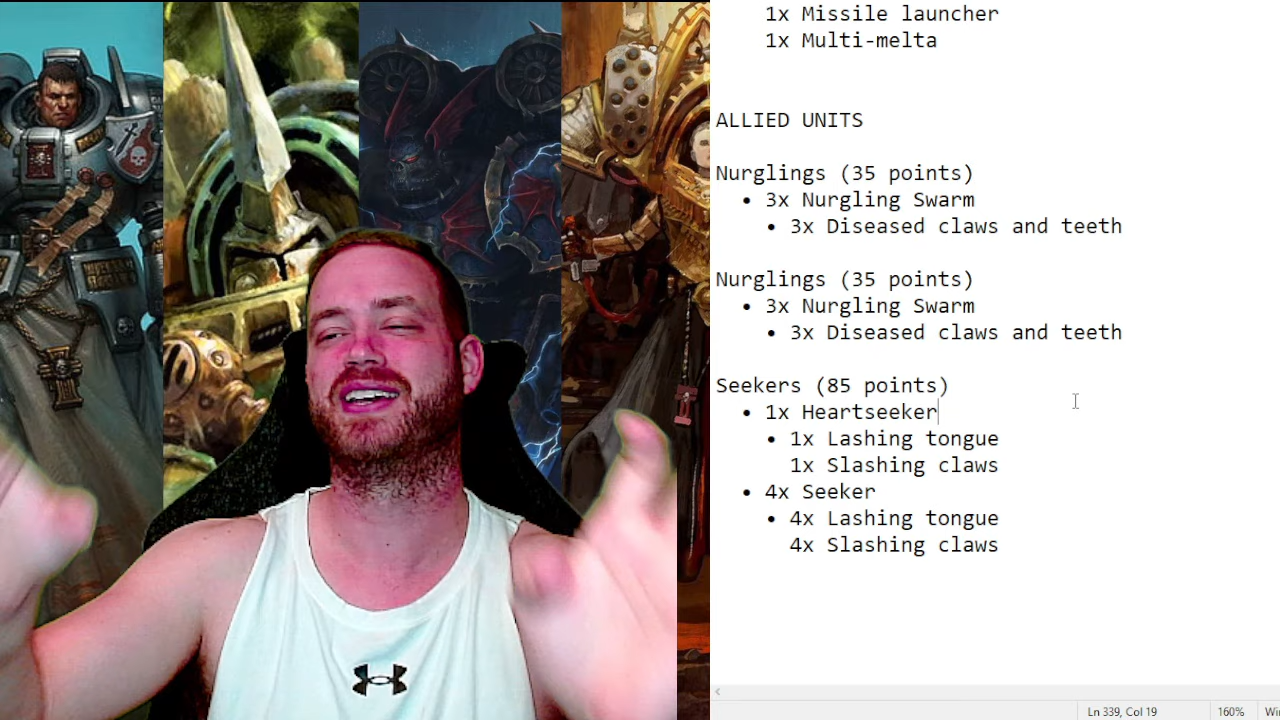 1x Missile launcher
1x Multi-melta
ALLIED UNITS
Nurglings (35 points)
• 3x Nurgling Swarm
• 3x Diseased claws and teeth
Nurglings (35 points)
• 3x Nurgling Swarm
• 3x Diseased claws and teeth
Seekers (85 points)
• 1x Heartseeker
• 1x Lashing tongue
1x Slashing claws
• 4x Seeker
• 4x Lashing tongue
4x Slashing claws
Ln 339, Col 19
160%